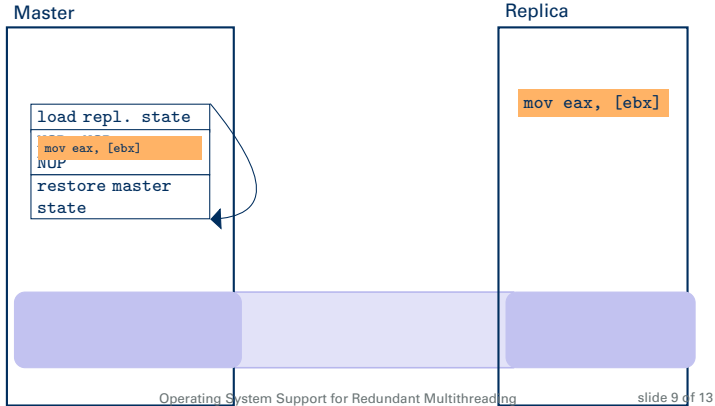 Master
Replica
mov eax, [ebx]
load repl. state
mov eax, [ebx]
NOP
restore master
state
Operating System Support for Redundant Multithreading
slide 9 of 13